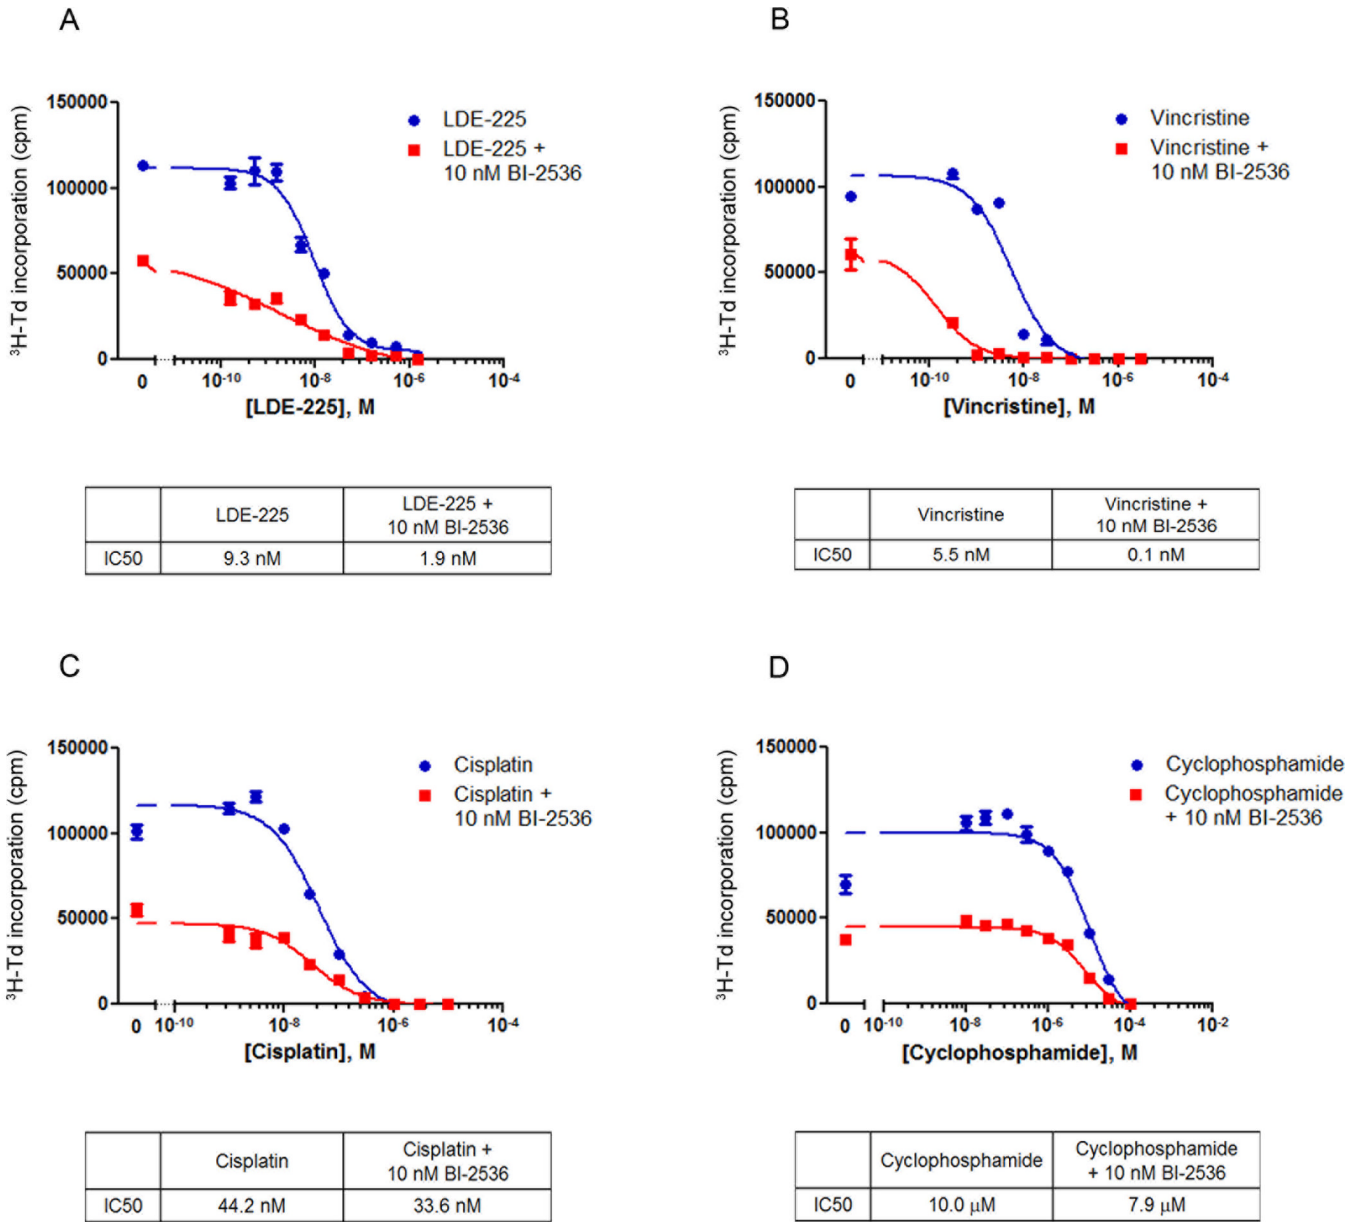 A
³H-Td incorporation (cpm)
150000
100000
50000
0
LDE-225
LDE-225 +
10 nM BI-2536
0 10⁻¹⁰ 10⁻⁸ 10⁻⁶ 10⁻⁴
[LDE-225], M
LDE-225 LDE-225 +
10 nM BI-2536
IC50 9.3 nM 1.9 nM
B
³H-Td incorporation (cpm)
150000
100000
50000
0
Vincristine
Vincristine +
10 nM BI-2536
0 10⁻¹⁰ 10⁻⁸ 10⁻⁶ 10⁻⁴
[Vincristine], M
Vincristine Vincristine +
10 nM BI-2536
IC50 5.5 nM 0.1 nM
C
³H-Td incorporation (cpm)
150000
100000
50000
0
Cisplatin
Cisplatin +
10 nM BI-2536
0 10⁻¹⁰ 10⁻⁸ 10⁻⁶ 10⁻⁴
[Cisplatin], M
Cisplatin Cisplatin +
10 nM BI-2536
IC50 44.2 nM 33.6 nM
D
³H-Td incorporation (cpm)
150000
100000
50000
0
Cyclophosphamide
Cyclophosphamide
+ 10 nM BI-2536
0 10⁻¹⁰ 10⁻⁸ 10⁻⁶ 10⁻⁴ 10⁻²
[Cyclophosphamide], M
Cyclophosphamide Cyclophosphamide
+ 10 nM BI-2536
IC50 10.0 µM 7.9 µM